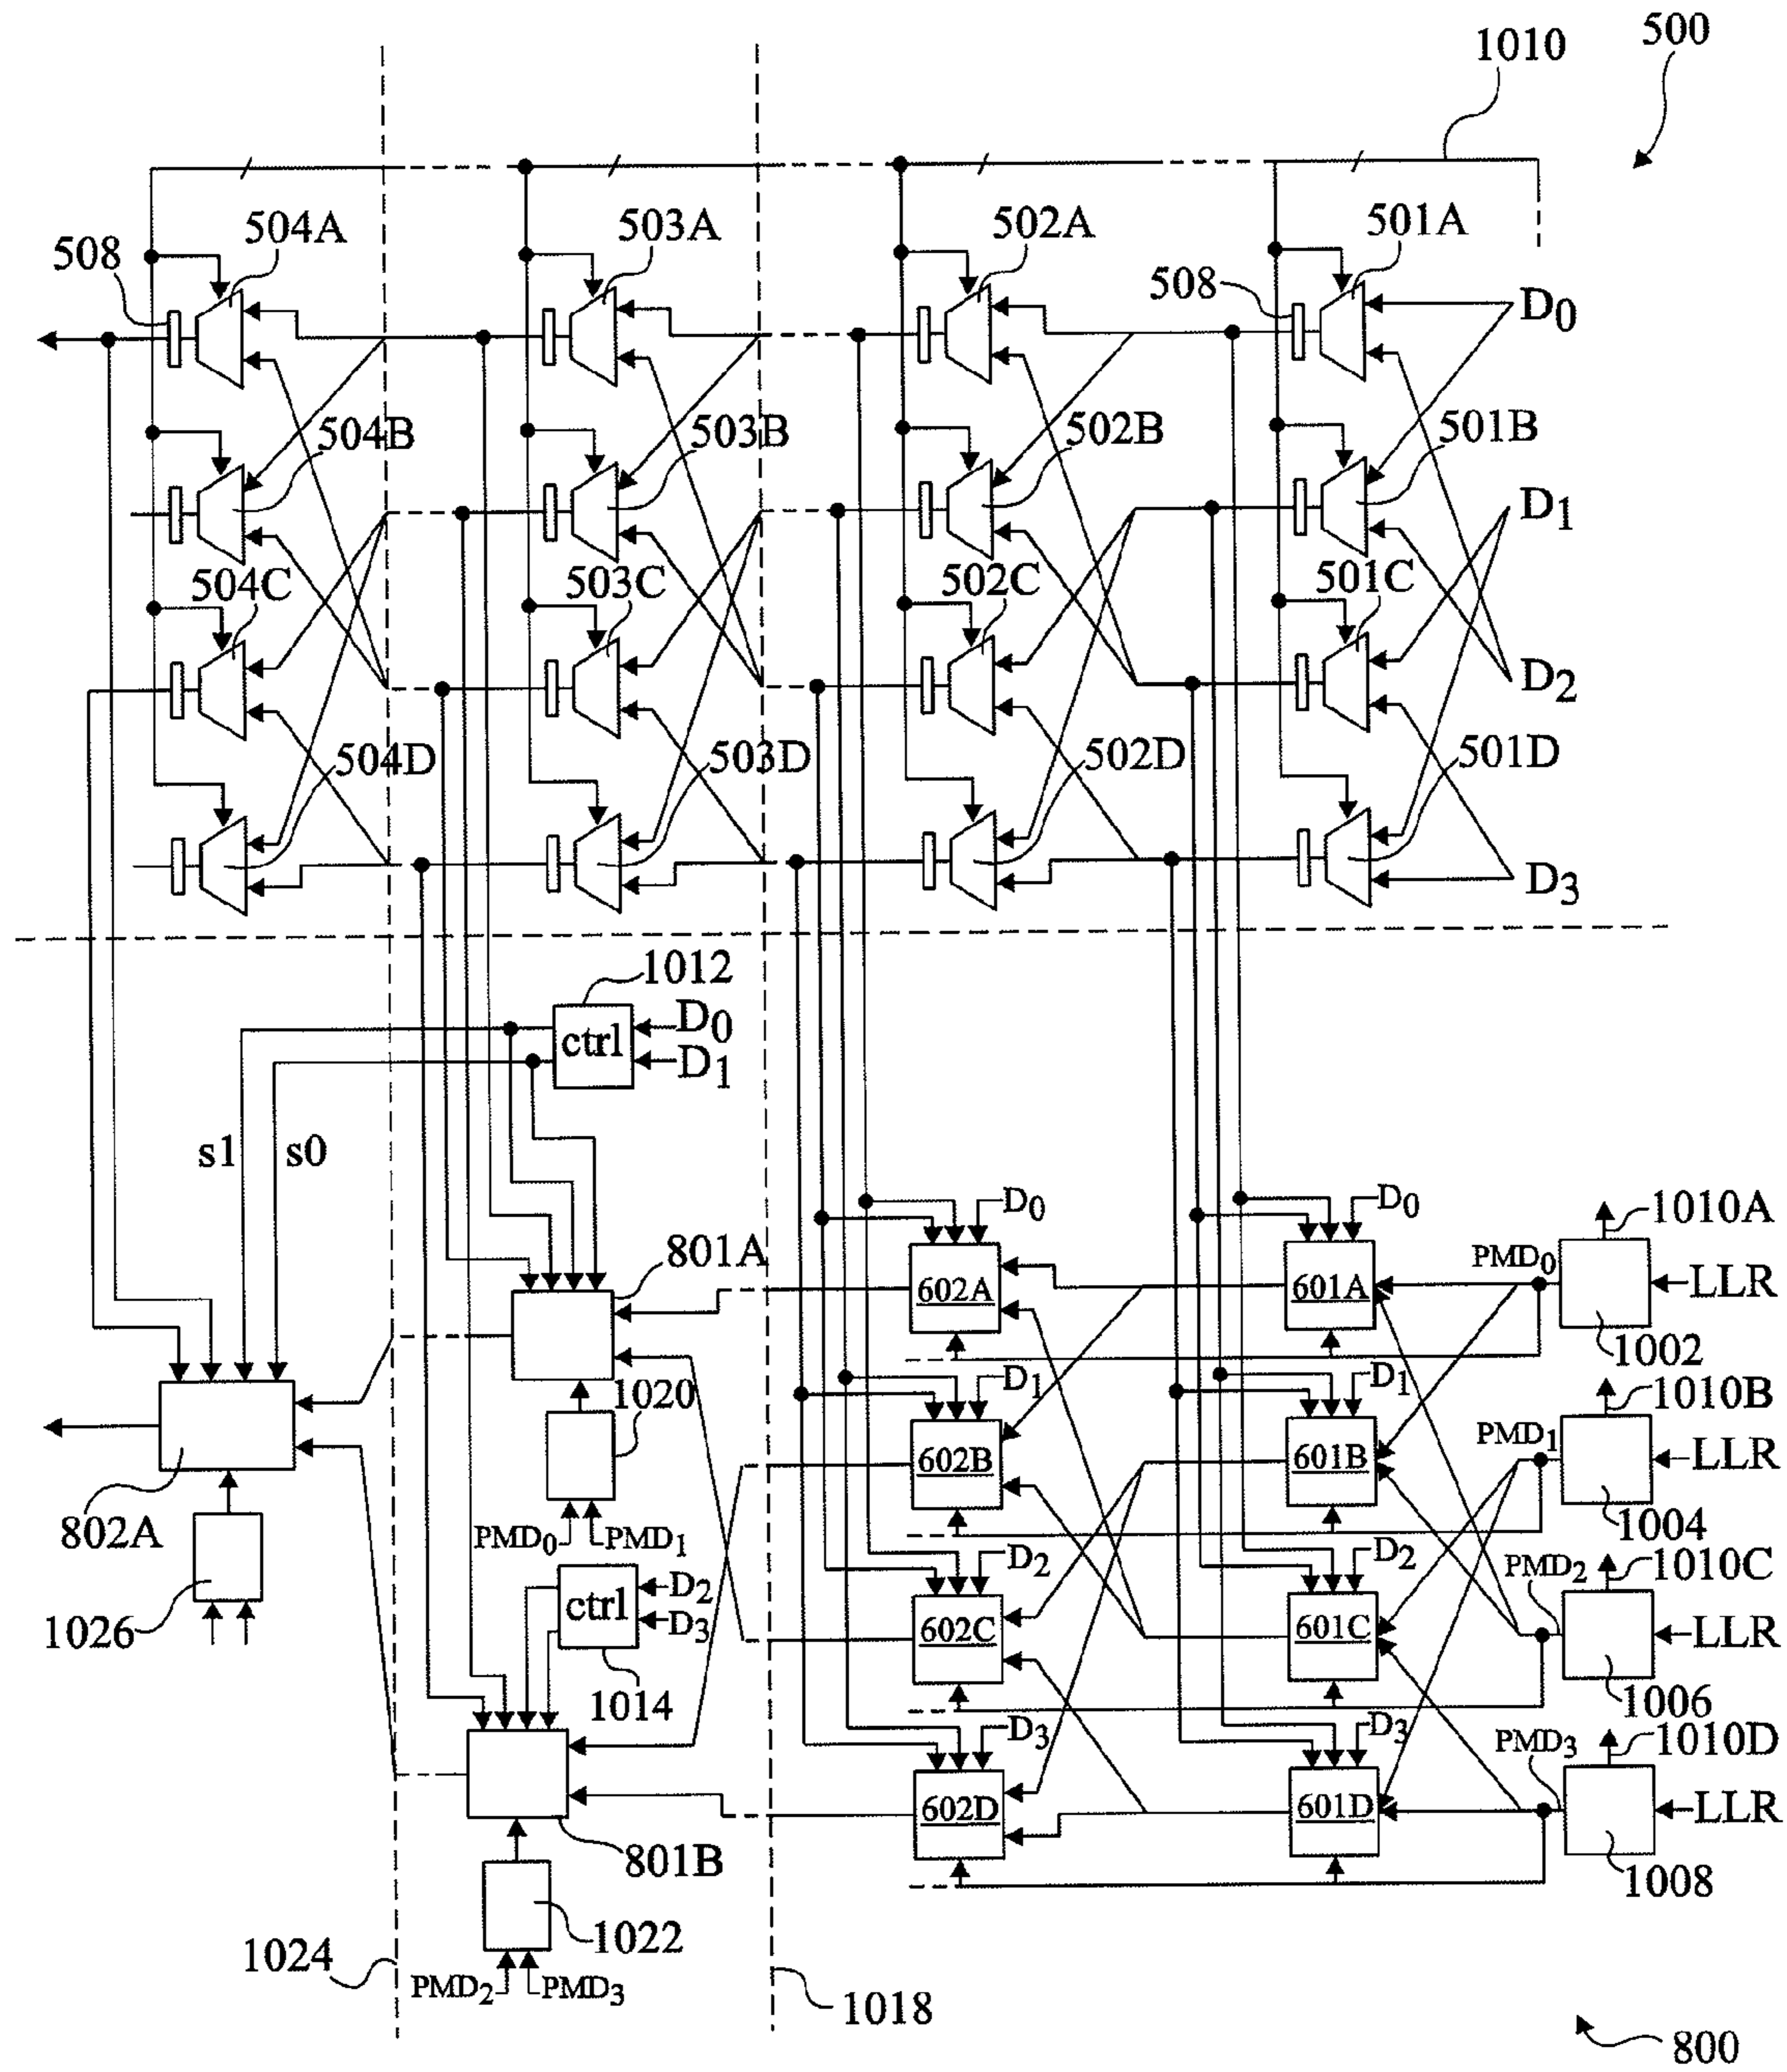 500
1010
504A
503A
502A
501A
508
508
D0
504B
503B
502B
501B
D1
504C
503C
502C
501C
D2
504D
503D
502D
501D
D3
1012
ctrl
D0
D1
s1
s0
D0
D0
1010A
801A
602A
601A
PMD0
LLR
1002
1020
D1
D1
1010B
802A
602B
601B
PMD1
LLR
1004
PMD0
PMD1
D2
D2
1010C
ctrl
D2
D3
1026
602C
601C
PMD2
LLR
1014
1006
D3
D3
1010D
602D
601D
PMD3
LLR
801B
1008
1022
1024
PMD2
PMD3
1018
800